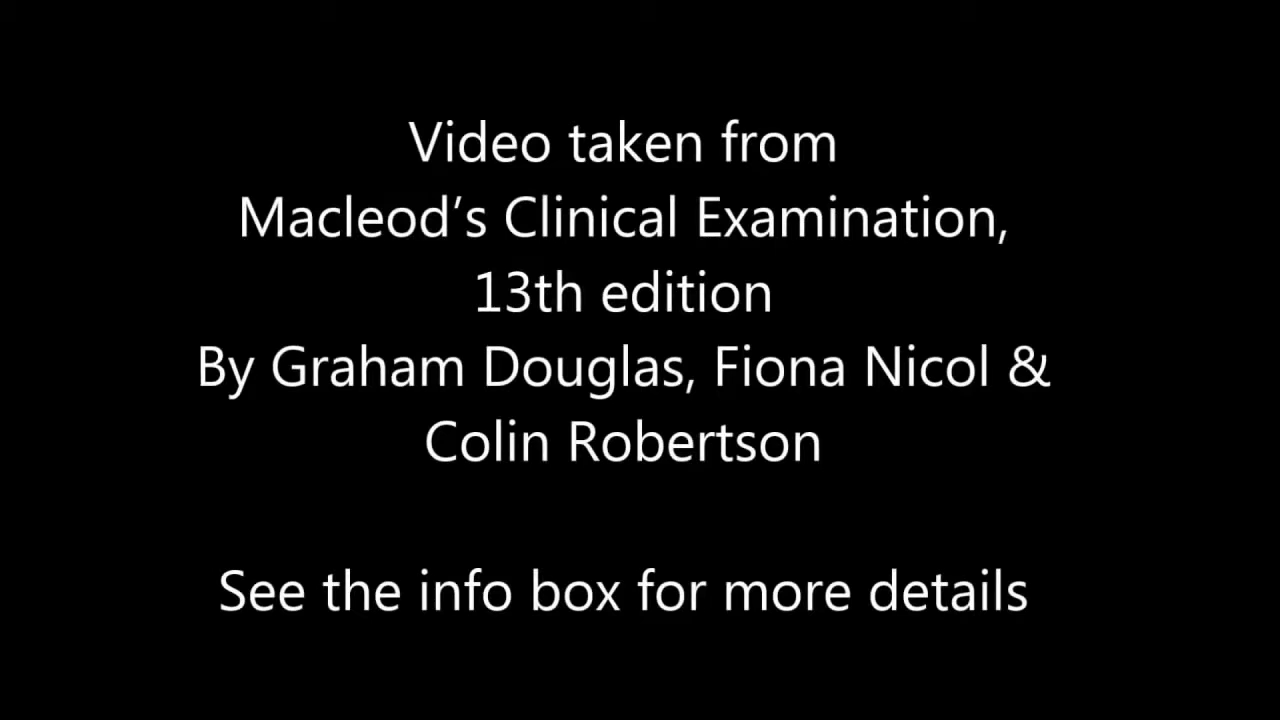 Video taken from
Macleod’s Clinical Examination,
13th edition
By Graham Douglas, Fiona Nicol &
Colin Robertson
See the info box for more details